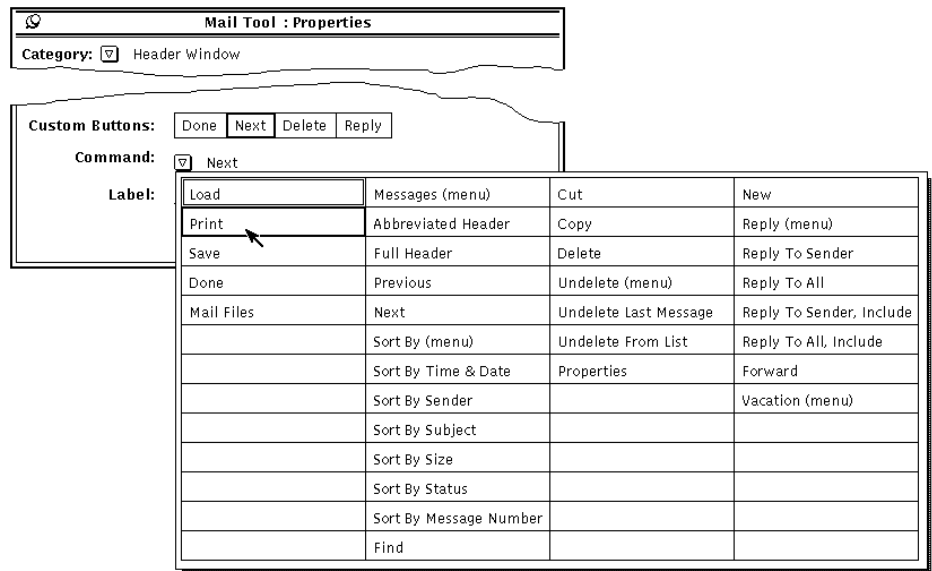 Mail Tool : Properties
Category: Header Window
Custom Buttons: Done Next Delete Reply
Command: Next
Label:
Load Messages (menu) Cut New
Print Abbreviated Header Copy Reply (menu)
Save Full Header Delete Reply To Sender
Done Previous Undelete (menu) Reply To All
Mail Files Next Undelete Last Message Reply To Sender, Include
Sort By (menu) Undelete From List Reply To All, Include
Sort By Time & Date Properties Forward
Sort By Sender Vacation (menu)
Sort By Subject
Sort By Size
Sort By Status
Sort By Message Number
Find